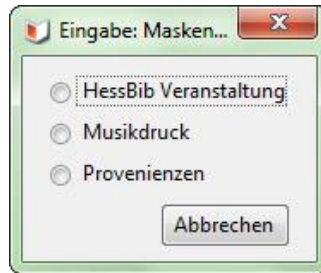 Eingabe: Masken...
HessBib Veranstaltung
Musikdruck
Provenienzen
Abbrechen